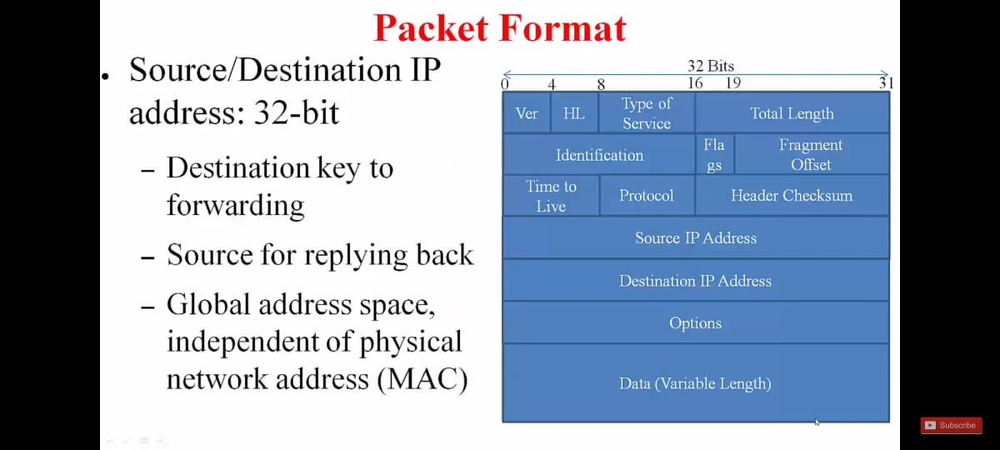 Packet Format
• Source/Destination IP
address: 32-bit
– Destination key to
forwarding
– Source for replying back
– Global address space,
independent of physical
network address (MAC)
32 Bits
0 4 8 16 19 31
Ver HL Type of Service Total Length
Identification Fla gs Fragment Offset
Time to Live Protocol Header Checksum
Source IP Address
Destination IP Address
Options
Data (Variable Length)
Subscribe